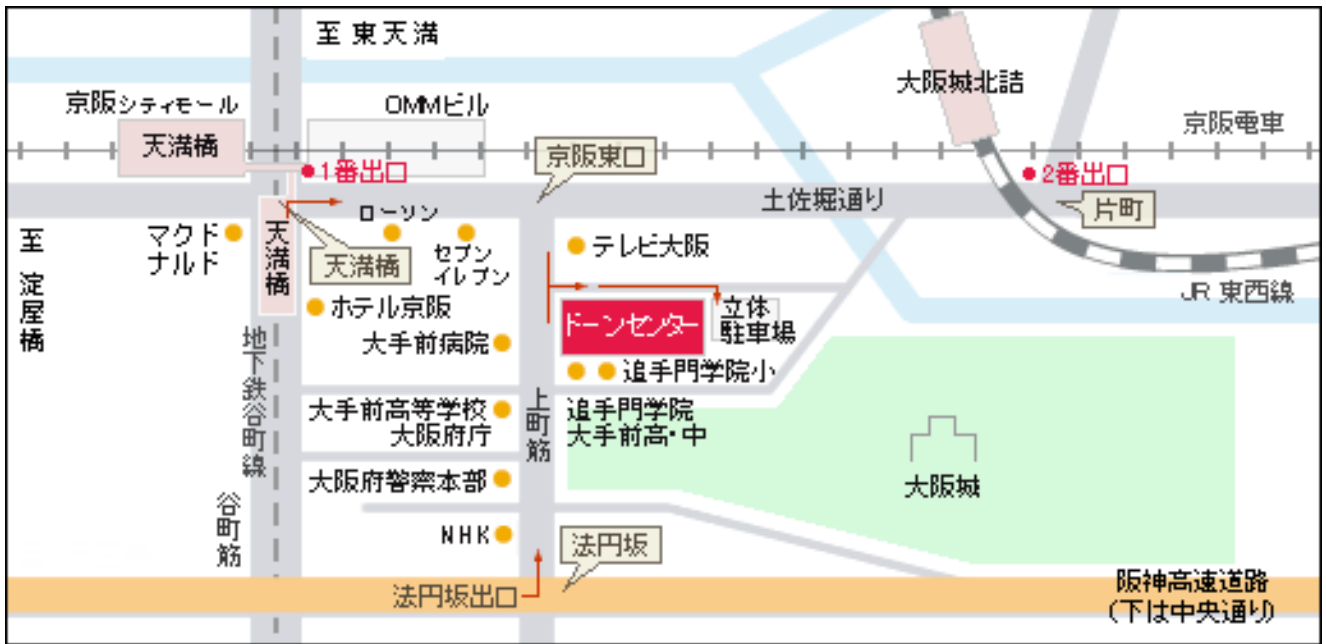 至 東天満
大阪城北詰
京阪シティモール
OMMビル
京阪電車
天満橋
京阪東口
1番出口
2番出口
土佐堀通り
片町
ローソン
マクド
ナルド
至 淀屋橋
天満橋
天満橋
セブン
イレブン
テレビ大阪
JR 東西線
ホテル京阪
ドーンセンター
立体
駐車場
大手前病院
地下鉄谷町線
追手門学院小
大手前高等学校
大阪府庁
上町筋
追手門学院
大手前高・中
大阪府警察本部
大阪城
谷町筋
NHK
法円坂
法円坂出口
阪神高速道路
(下は中央通り)